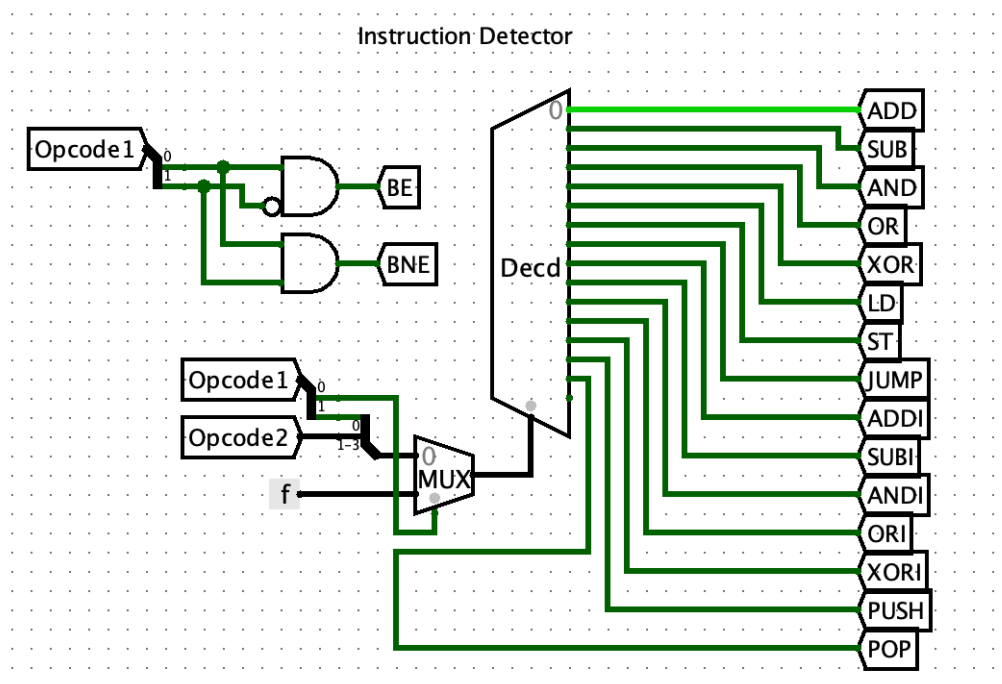 Instruction Detector
0
ADD
Opcode1
0
1
SUB
BE
AND
OR
BNE
Decd
XOR
LD
ST
Opcode1
0
1
JUMP
Opcode2
0
1-3
ADDI
0
MUX
SUBI
f
ANDI
ORI
XORI
PUSH
POP